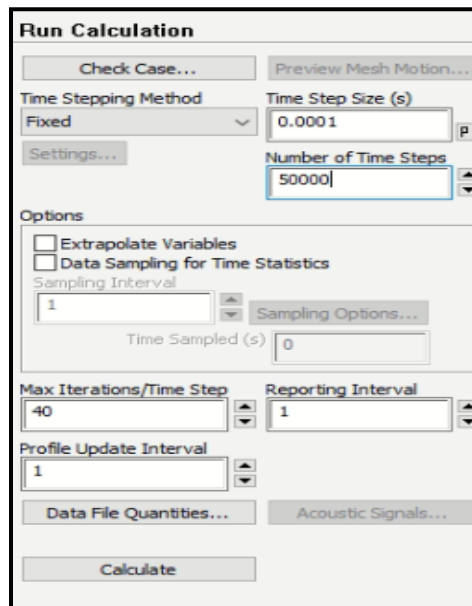 Run Calculation
Check Case... Preview Mesh Motion...
Time Stepping Method Time Step Size (s)
Fixed 0.0001 P
Settings... Number of Time Steps
50000
Options
Extrapolate Variables
Data Sampling for Time Statistics
Sampling Interval
1 Sampling Options...
Time Sampled (s) 0
Max Iterations/Time Step Reporting Interval
40 1
Profile Update Interval
1
Data File Quantities... Acoustic Signals...
Calculate